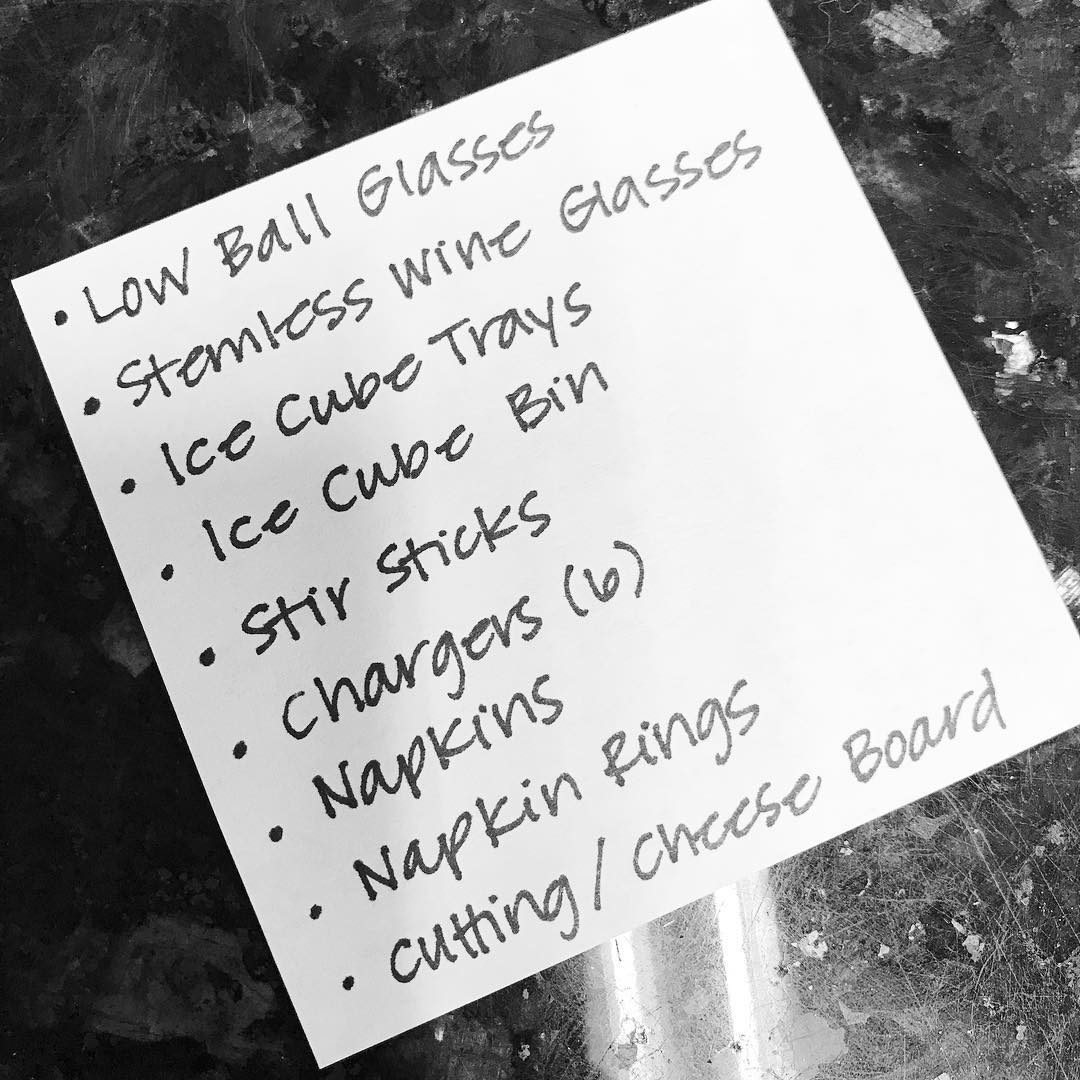 • Low Ball Glasses
• Stemless Wine Glasses
• Ice Cube Trays
• Ice Cube Bin
• Stir Sticks
• Chargers (6)
• Napkins
• Napkin Rings
• Cutting / Cheese Board